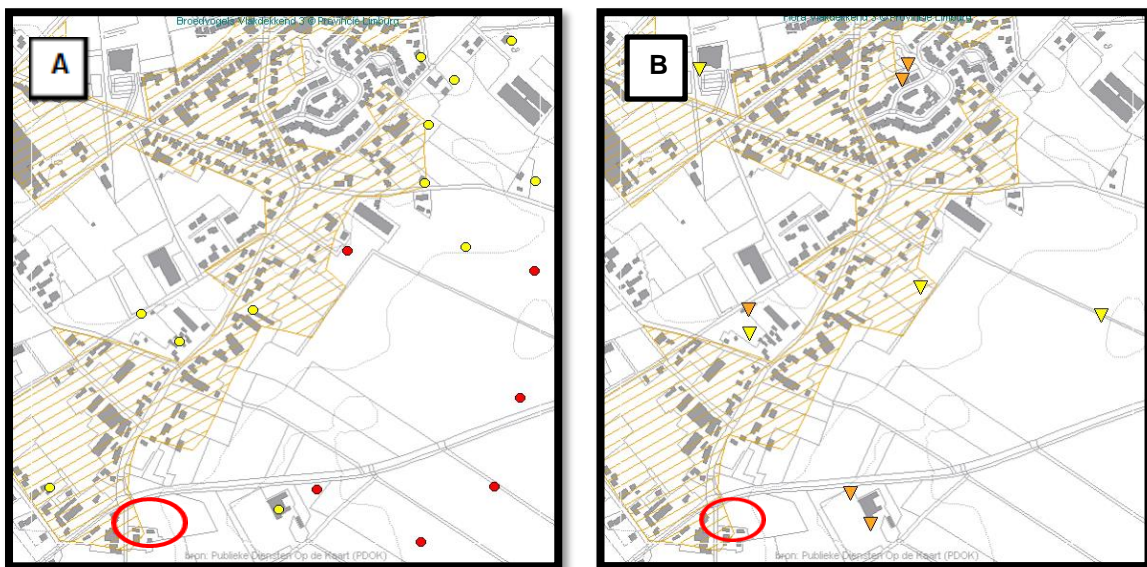 Broedvogels Vlakdekkend 3 © Provincie Limburg
A
bron: Publieke Diensten Op de Kaart (PDOK)
Flora Vlakdekkend 3 © Provincie Limburg
B
bron: Publieke Diensten Op de Kaart (PDOK)